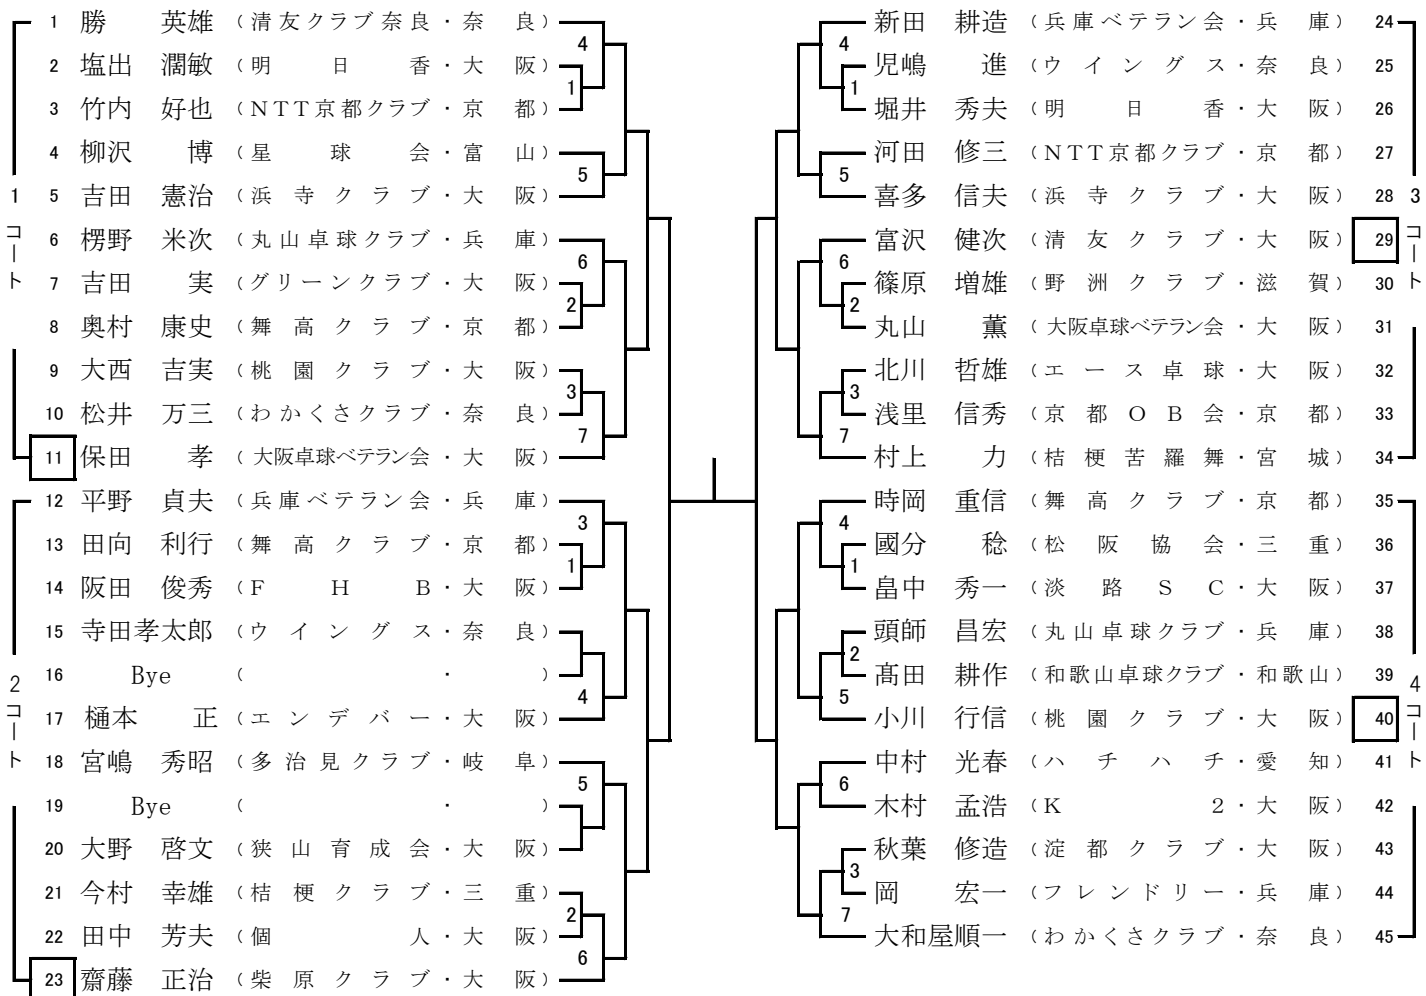 1 勝 英雄 (清友クラブ奈良・奈 良)
2 塩出 濶敏 (明 日 香・大 阪)
3 竹内 好也 (NTT京都クラブ・京 都)
4 柳沢 博 (星 球 会・富 山)
5 吉田 憲治 (浜 寺 ク ラ ブ・大 阪)
6 楞野 米次 (丸山卓球クラブ・兵 庫)
7 吉田 実 (グリーンクラブ・大 阪)
8 奥村 康史 (舞 高 ク ラ ブ・京 都)
9 大西 吉実 (桃 園 ク ラ ブ・大 阪)
10 松井 万三 (わかくさクラブ・奈 良)
11 保田 孝 (大阪卓球ベテラン会・大 阪)
1コート
12 平野 貞夫 (兵庫ベテラン会・兵 庫)
13 田向 利行 (舞 高 ク ラ ブ・京 都)
14 阪田 俊秀 (F H B・大 阪)
15 寺田孝太郎 (ウ イ ン グ ス・奈 良)
16 Bye ( ・ )
17 樋本 正 (エ ン デ バ ー・大 阪)
18 宮嶋 秀昭 (多治見クラブ・岐 阜)
19 Bye ( ・ )
20 大野 啓文 (狭 山 育 成 会・大 阪)
21 今村 幸雄 (桔 梗 ク ラ ブ・三 重)
22 田中 芳夫 (個 人・大 阪)
23 齋藤 正治 (柴 原 ク ラ ブ・大 阪)
2コート
4
1
5
6
2
3
7
3
1
4
5
2
6
新田 耕造 (兵庫ベテラン会・兵 庫) 24
児嶋 進 (ウ イ ン グ ス・奈 良) 25
堀井 秀夫 (明 日 香・大 阪) 26
河田 修三 (NTT京都クラブ・京 都) 27
喜多 信夫 (浜 寺 ク ラ ブ・大 阪) 28
富沢 健次 (清 友 ク ラ ブ・大 阪) 29
篠原 増雄 (野 洲 ク ラ ブ・滋 賀) 30
丸山 薫 (大阪卓球ベテラン会・大 阪) 31
北川 哲雄 (エ ー ス 卓 球・大 阪) 32
浅里 信秀 (京 都 O B 会・京 都) 33
村上 力 (桔 梗 苦 羅 舞・宮 城) 34
3コート
時岡 重信 (舞 高 ク ラ ブ・京 都) 35
國分 稔 (松 阪 協 会・三 重) 36
畠中 秀一 (淡 路 S C・大 阪) 37
頭師 昌宏 (丸山卓球クラブ・兵 庫) 38
髙田 耕作 (和歌山卓球クラブ・和歌山) 39
小川 行信 (桃 園 ク ラ ブ・大 阪) 40
中村 光春 (ハ チ ハ チ・愛 知) 41
木村 孟浩 (K 2・大 阪) 42
秋葉 修造 (淀 都 ク ラ ブ・大 阪) 43
岡 宏一 (フレンドリー・兵 庫) 44
大和屋順一 (わかくさクラブ・奈 良) 45
4コート
4
1
5
6
2
3
7
4
1
2
5
6
3
7